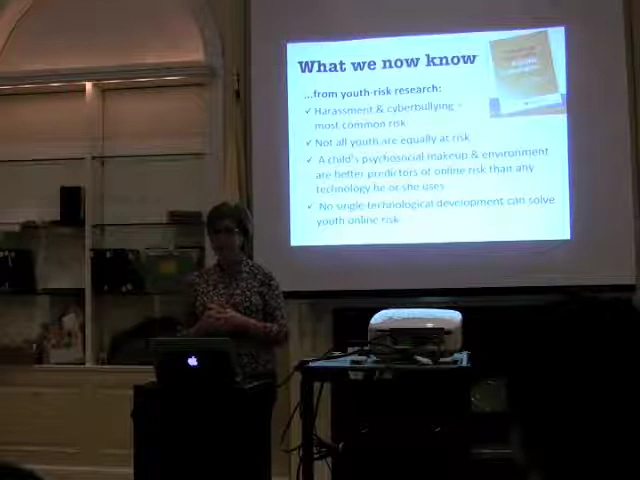 What we now know
...from youth-risk research:
✓ Harassment & cyberbullying –
most common risk
✓ Not all youth are equally at risk
✓ A child's psychosocial makeup & environment
are better predictors of online risk than any
technology he or she uses
✓ No single technological development can solve
youth online risk